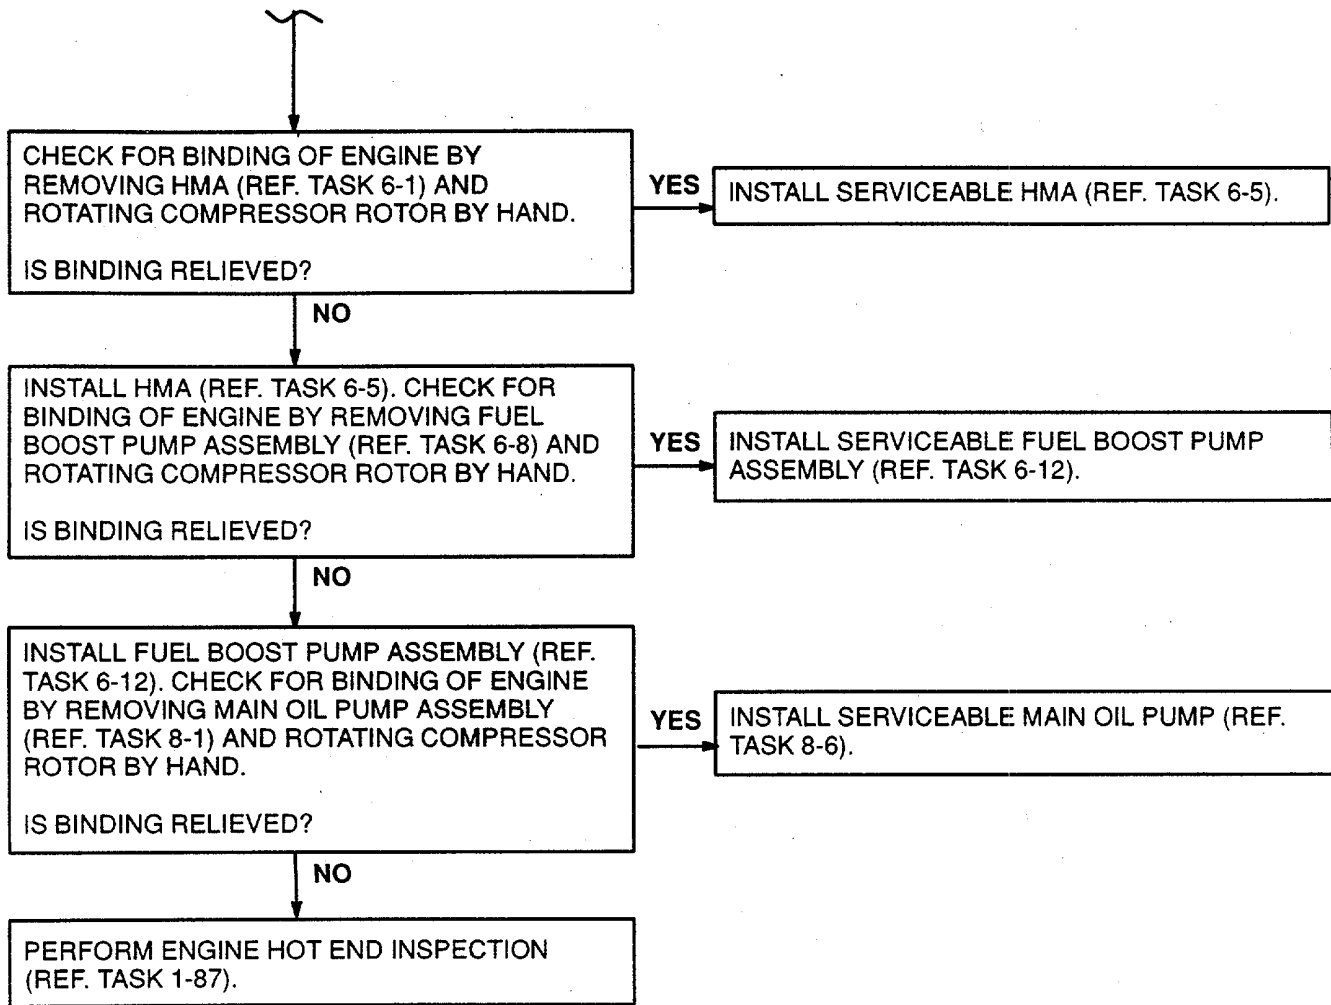 CHECK FOR BINDING OF ENGINE BY
REMOVING HMA (REF. TASK 6-1) AND
ROTATING COMPRESSOR ROTOR BY HAND.
IS BINDING RELIEVED?
YES
INSTALL SERVICEABLE HMA (REF. TASK 6-5).
NO
INSTALL HMA (REF. TASK 6-5). CHECK FOR
BINDING OF ENGINE BY REMOVING FUEL
BOOST PUMP ASSEMBLY (REF. TASK 6-8) AND
ROTATING COMPRESSOR ROTOR BY HAND.
IS BINDING RELIEVED?
YES
INSTALL SERVICEABLE FUEL BOOST PUMP
ASSEMBLY (REF. TASK 6-12).
NO
INSTALL FUEL BOOST PUMP ASSEMBLY (REF.
TASK 6-12). CHECK FOR BINDING OF ENGINE
BY REMOVING MAIN OIL PUMP ASSEMBLY
(REF. TASK 8-1) AND ROTATING COMPRESSOR
ROTOR BY HAND.
IS BINDING RELIEVED?
YES
INSTALL SERVICEABLE MAIN OIL PUMP (REF.
TASK 8-6).
NO
PERFORM ENGINE HOT END INSPECTION
(REF. TASK 1-87).